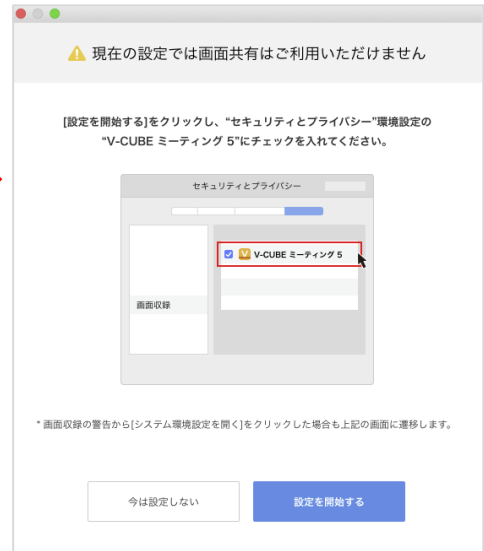 現在の設定では画面共有はご利用いただけません
[設定を開始する]をクリックし、“セキュリティとプライバシー”環境設定の
“V-CUBE ミーティング 5”にチェックを入れてください。
セキュリティとプライバシー
V-CUBE ミーティング 5
画面収録
* 画面収録の警告から[システム環境設定を開く]をクリックした場合も上記の画面に遷移します。
今は設定しない
設定を開始する